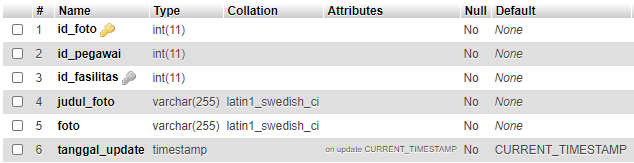 # Name Type Collation Attributes Null Default
1 id_foto int(11) No None
2 id_pegawai int(11) No None
3 id_fasilitas int(11) No None
4 judul_foto varchar(255) latin1_swedish_ci No None
5 foto varchar(255) latin1_swedish_ci No None
6 tanggal_update timestamp on update CURRENT_TIMESTAMP No CURRENT_TIMESTAMP